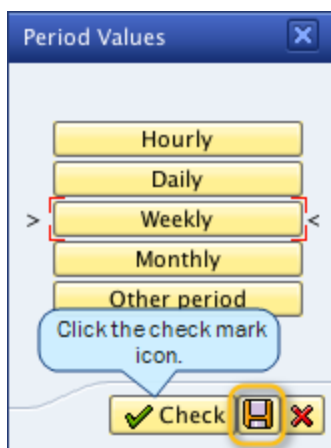 Period Values
Hourly
Daily
> Weekly <
Monthly
Other period
Click the check mark
icon.
Check